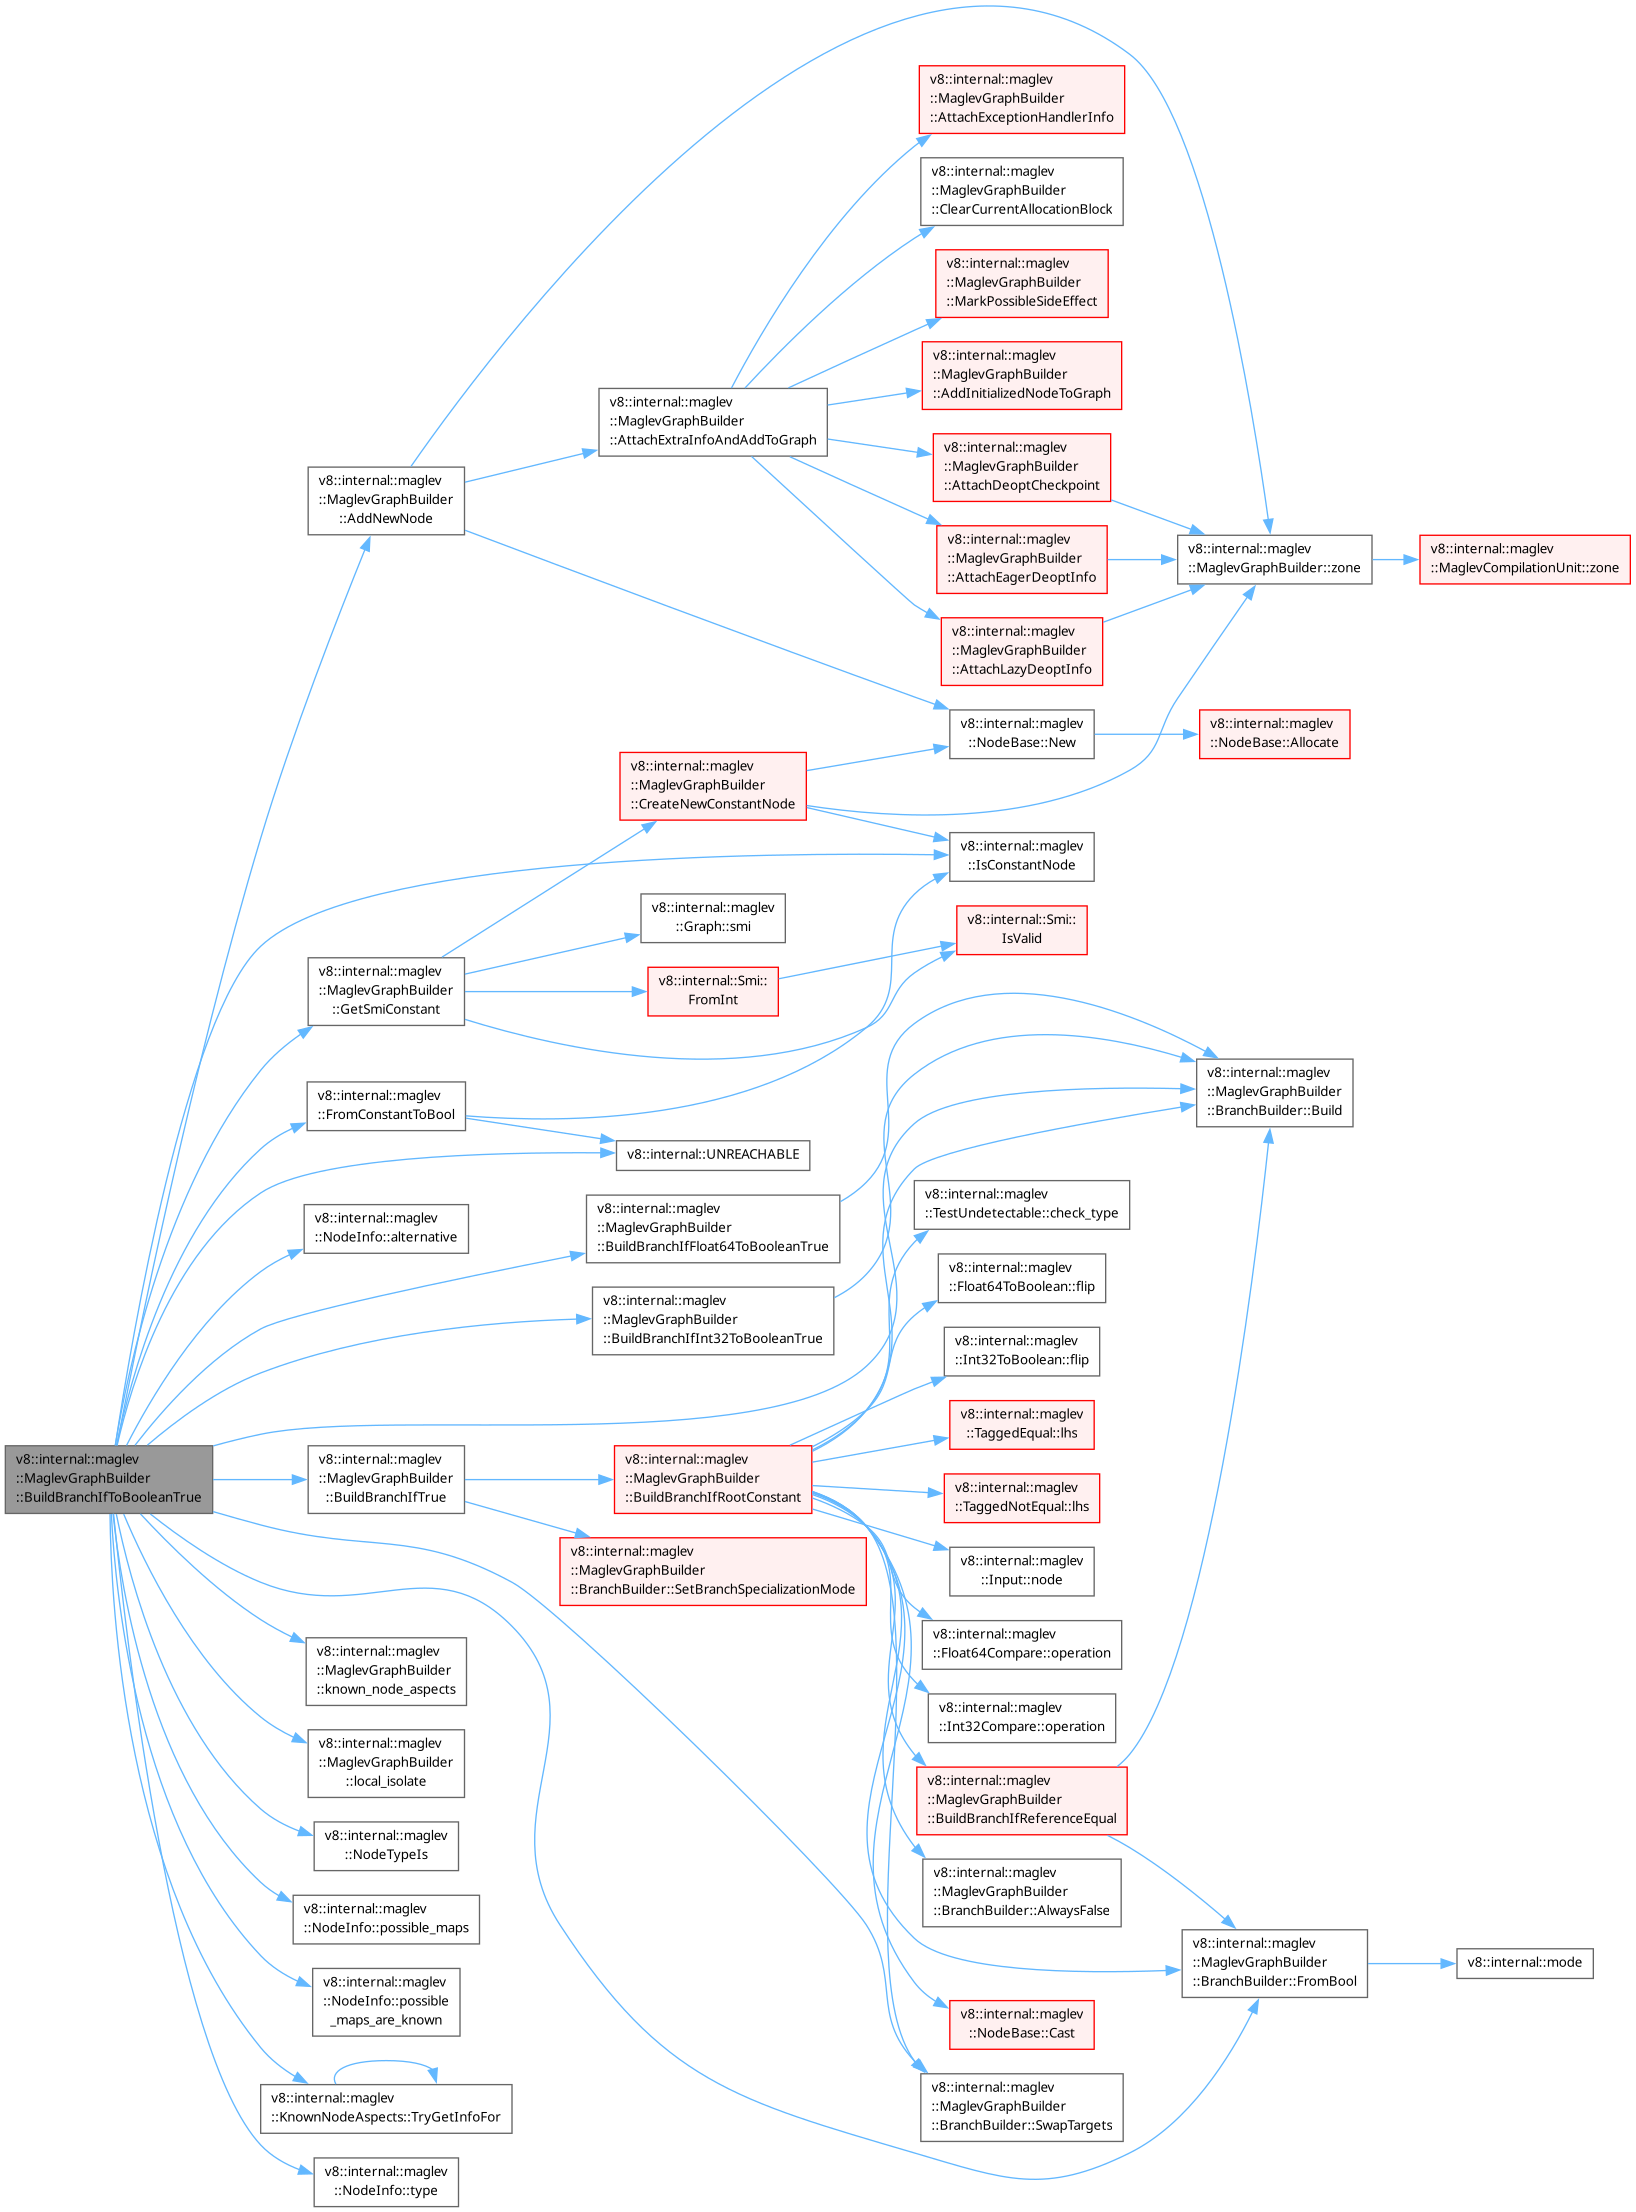 v8::internal::maglev
::MaglevGraphBuilder
::AttachExceptionHandlerInfo
v8::internal::maglev
::MaglevGraphBuilder
::ClearCurrentAllocationBlock
v8::internal::maglev
::MaglevGraphBuilder
::MarkPossibleSideEffect
v8::internal::maglev
::MaglevGraphBuilder
::AddInitializedNodeToGraph
v8::internal::maglev
::MaglevGraphBuilder
::AttachExtraInfoAndAddToGraph
v8::internal::maglev
::MaglevGraphBuilder
::AttachDeoptCheckpoint
v8::internal::maglev
::MaglevGraphBuilder
::AddNewNode
v8::internal::maglev
::MaglevGraphBuilder
::AttachEagerDeoptInfo
v8::internal::maglev
::MaglevGraphBuilder::zone
v8::internal::maglev
::MaglevCompilationUnit::zone
v8::internal::maglev
::MaglevGraphBuilder
::AttachLazyDeoptInfo
v8::internal::maglev
::NodeBase::New
v8::internal::maglev
::NodeBase::Allocate
v8::internal::maglev
::MaglevGraphBuilder
::CreateNewConstantNode
v8::internal::maglev
::IsConstantNode
v8::internal::maglev
::Graph::smi
v8::internal::Smi::
IsValid
v8::internal::maglev
::MaglevGraphBuilder
::GetSmiConstant
v8::internal::Smi::
FromInt
v8::internal::maglev
::MaglevGraphBuilder
::BranchBuilder::Build
v8::internal::maglev
::FromConstantToBool
v8::internal::UNREACHABLE
v8::internal::maglev
::TestUndetectable::check_type
v8::internal::maglev
::NodeInfo::alternative
v8::internal::maglev
::MaglevGraphBuilder
::BuildBranchIfFloat64ToBooleanTrue
v8::internal::maglev
::Float64ToBoolean::flip
v8::internal::maglev
::MaglevGraphBuilder
::BuildBranchIfInt32ToBooleanTrue
v8::internal::maglev
::Int32ToBoolean::flip
v8::internal::maglev
::TaggedEqual::lhs
v8::internal::maglev
::MaglevGraphBuilder
::BuildBranchIfToBooleanTrue
v8::internal::maglev
::MaglevGraphBuilder
::BuildBranchIfTrue
v8::internal::maglev
::MaglevGraphBuilder
::BuildBranchIfRootConstant
v8::internal::maglev
::TaggedNotEqual::lhs
v8::internal::maglev
::MaglevGraphBuilder
::BranchBuilder::SetBranchSpecializationMode
v8::internal::maglev
::Input::node
v8::internal::maglev
::Float64Compare::operation
v8::internal::maglev
::MaglevGraphBuilder
::known_node_aspects
v8::internal::maglev
::Int32Compare::operation
v8::internal::maglev
::MaglevGraphBuilder
::local_isolate
v8::internal::maglev
::MaglevGraphBuilder
::BuildBranchIfReferenceEqual
v8::internal::maglev
::NodeTypeIs
v8::internal::maglev
::MaglevGraphBuilder
::BranchBuilder::AlwaysFalse
v8::internal::maglev
::NodeInfo::possible_maps
v8::internal::maglev
::MaglevGraphBuilder
::BranchBuilder::FromBool
v8::internal::mode
v8::internal::maglev
::NodeInfo::possible
_maps_are_known
v8::internal::maglev
::NodeBase::Cast
v8::internal::maglev
::KnownNodeAspects::TryGetInfoFor
v8::internal::maglev
::MaglevGraphBuilder
::BranchBuilder::SwapTargets
v8::internal::maglev
::NodeInfo::type